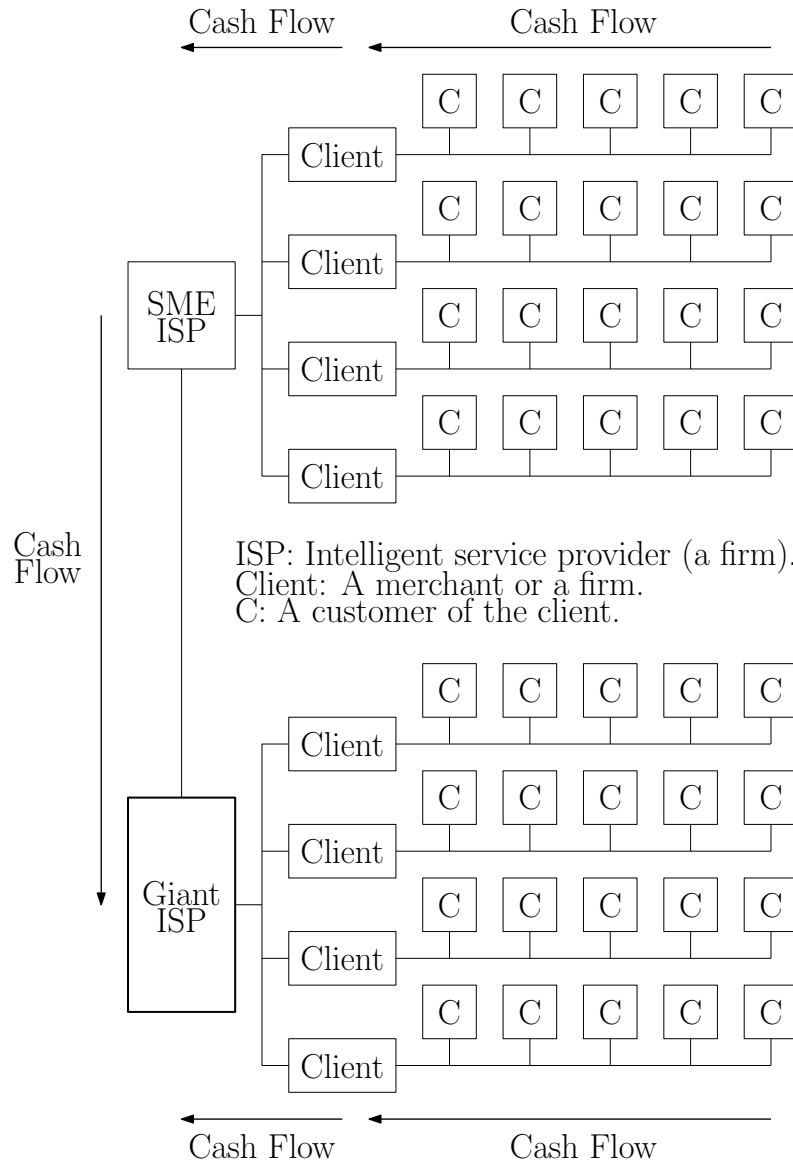 Cash Flow Cash Flow
C C C C C
Client
C C C C C
Client
SME
ISP
C C C C C
Client
C C C C C
Client
Cash
Flow
ISP: Intelligent service provider (a firm).
Client: A merchant or a firm.
C: A customer of the client.
C C C C C
Client
C C C C C
Client
Giant
ISP
C C C C C
Client
C C C C C
Client
Cash Flow Cash Flow